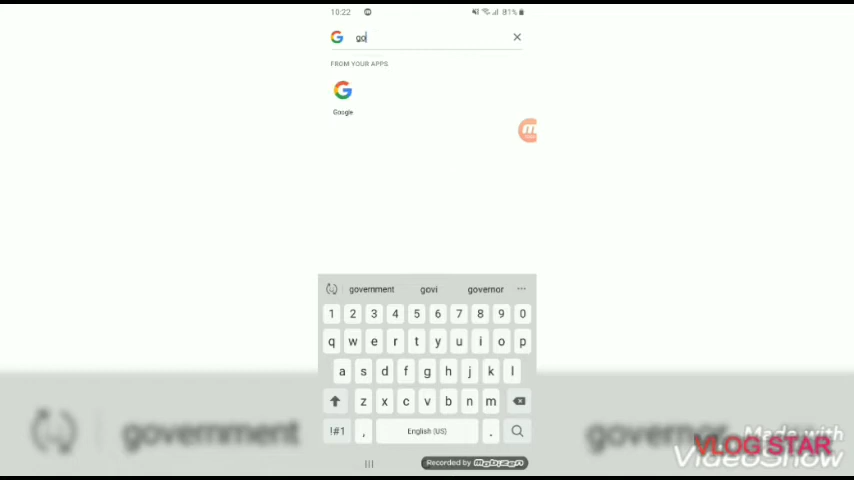 10:22 81%
go
FROM YOUR APPS
Google
government govi governor ...
1 2 3 4 5 6 7 8 9 0
q w e r t y u i o p
a s d f g h j k l
z x c v b n m
!#1 , English (US) .
Recorded by mobizen
government governor
Made with
VLOG STAR
VideoShow